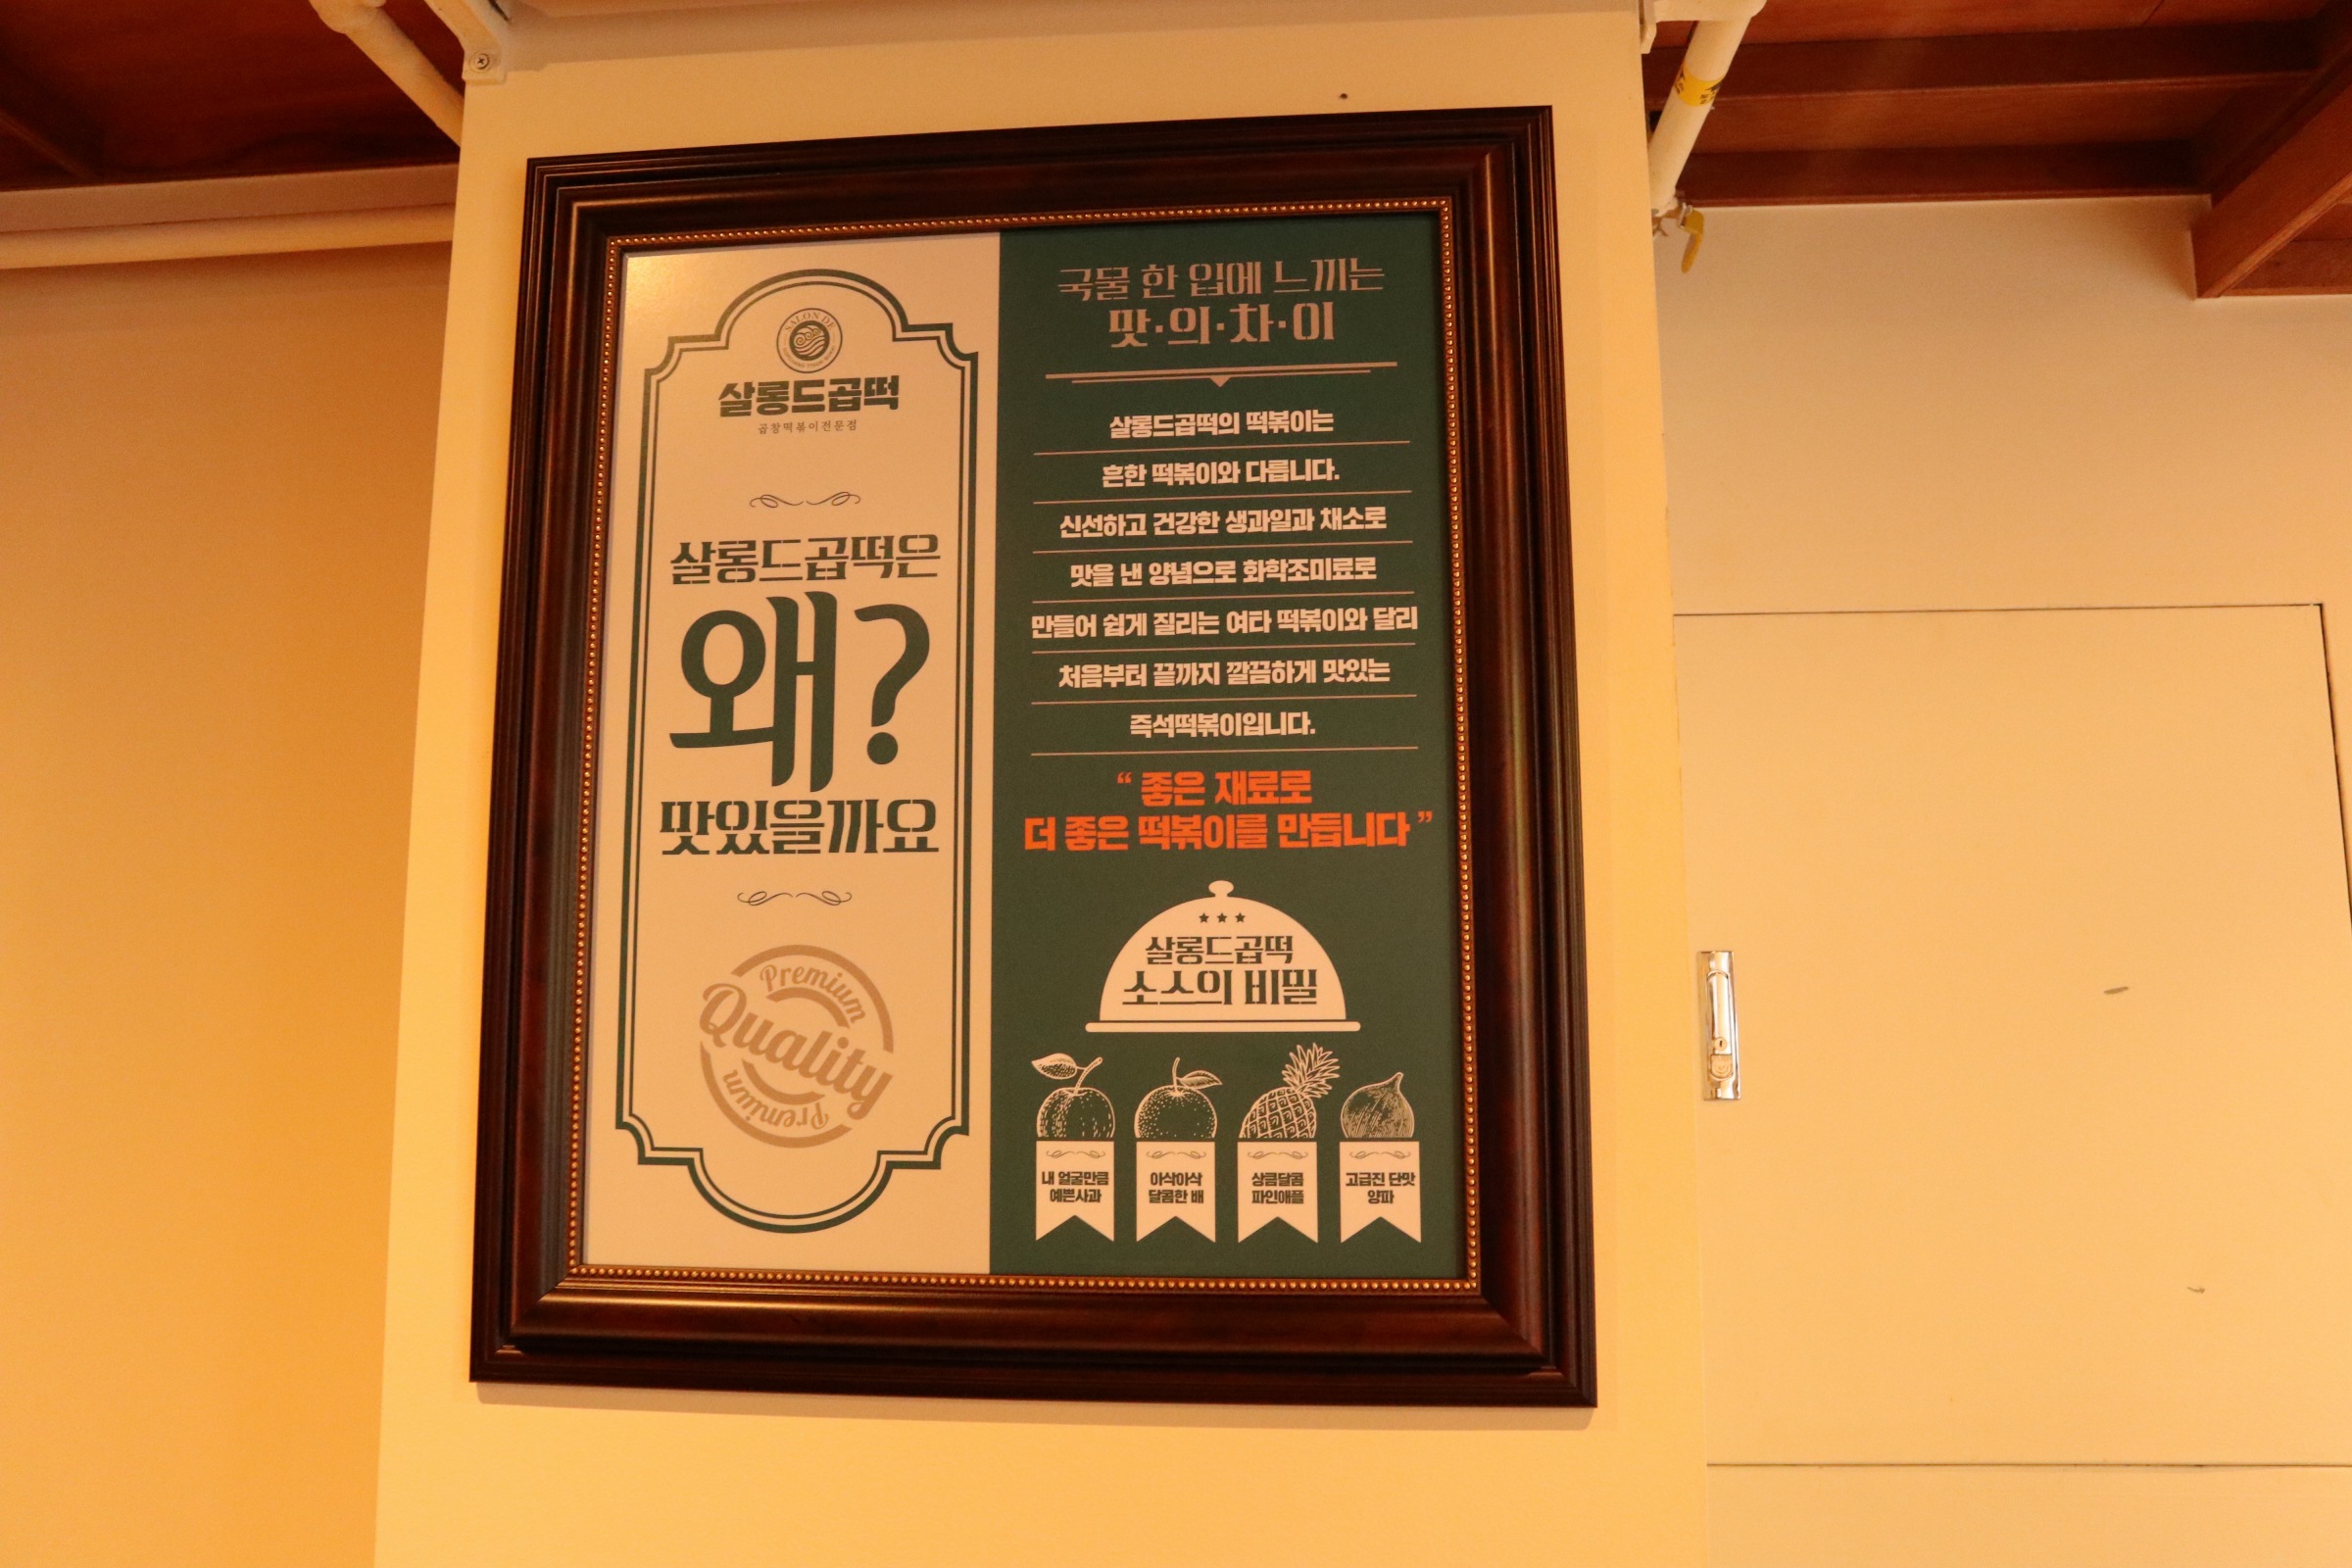 SALON DE
살롱드곱떡
곱창떡볶이전문점
살롱드곱떡은
왜?
맛있을까요
Premium
Quality
Premium
국물 한 입에 느끼는
맛·의·차·이
살롱드곱떡의 떡볶이는
흔한 떡볶이와 다릅니다.
신선하고 건강한 생과일과 채소로
맛을 낸 양념으로 화학조미료로
만들어 쉽게 질리는 여타 떡볶이와 달리
처음부터 끝까지 깔끔하게 맛있는
즉석떡볶이입니다.
“ 좋은 재료로
더 좋은 떡볶이를 만듭니다 ”
살롱드곱떡
소스의 비밀
내 얼굴만큼
예쁜사과
아삭아삭
달콤한 배
상큼달콤
파인애플
고급진 단맛
양파